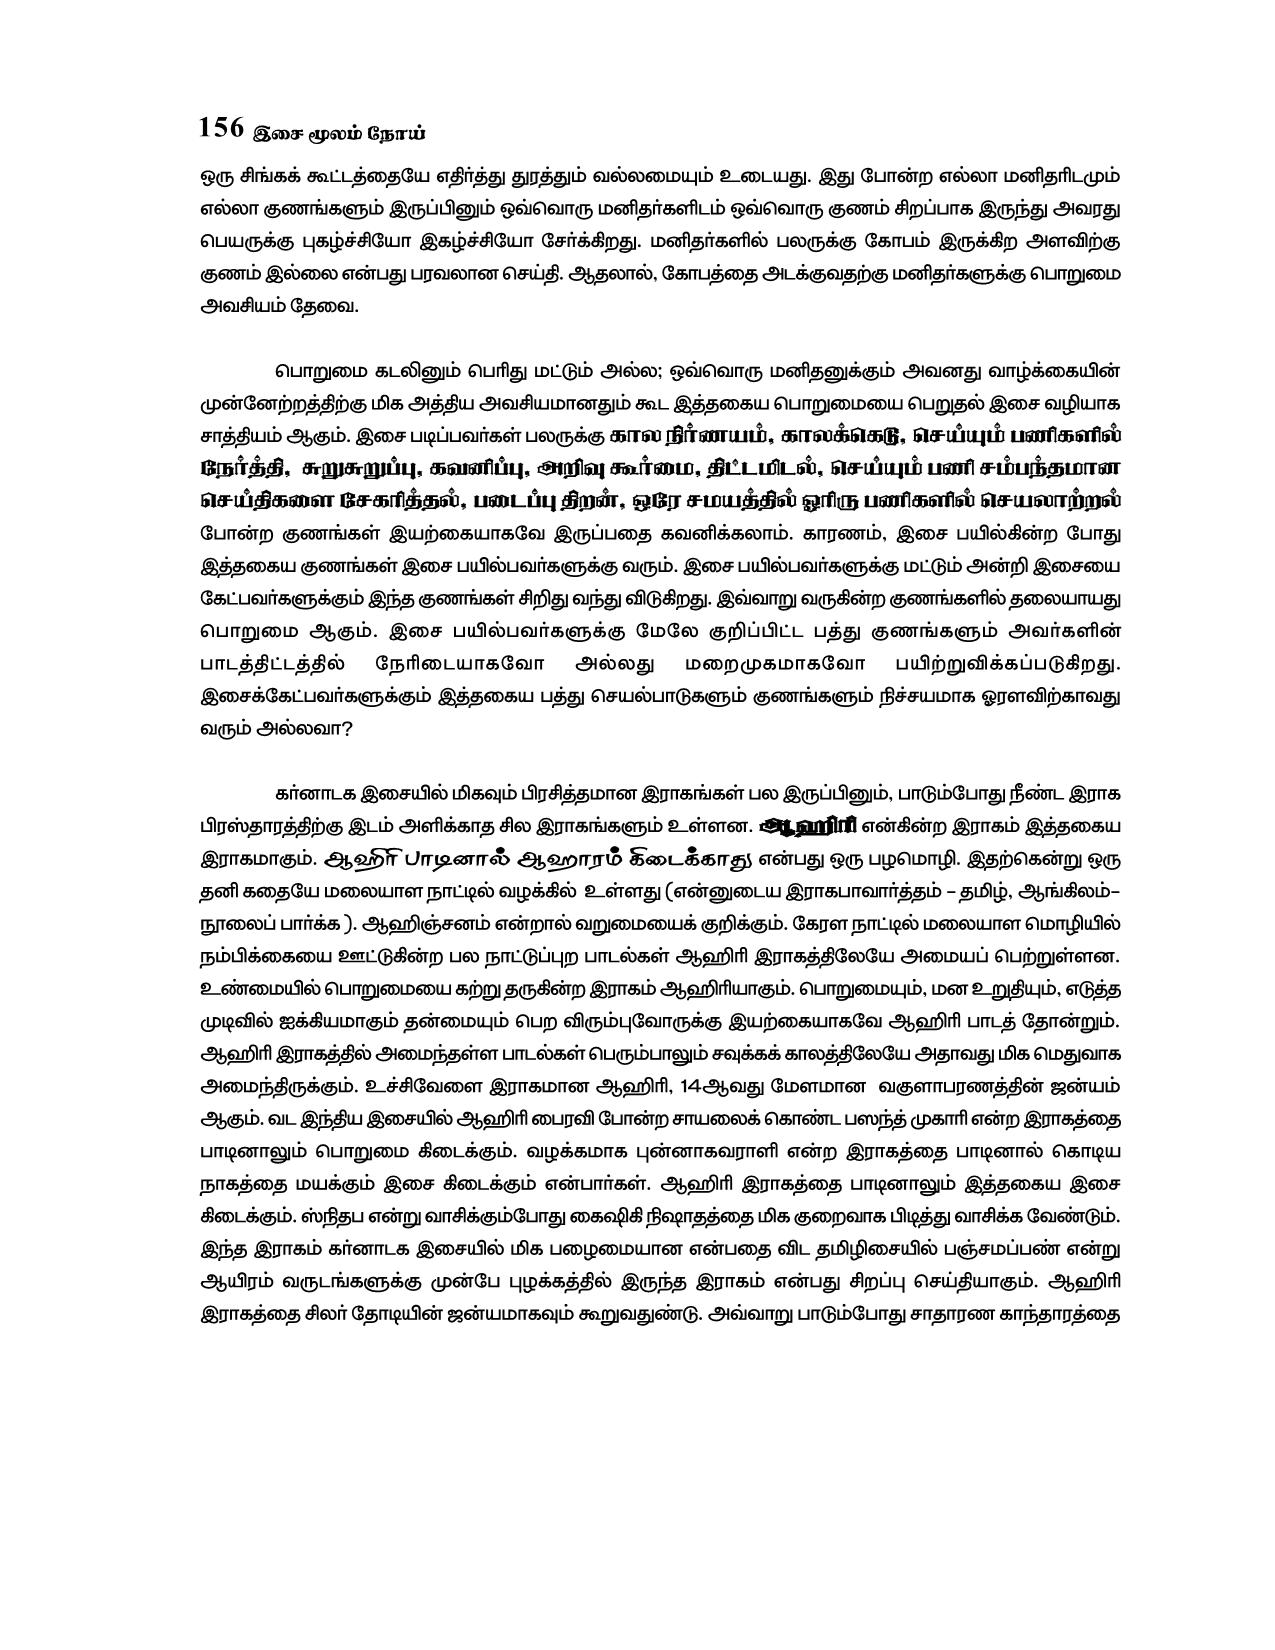 156 இசை மூலம் நோய்
ஒரு சிங்கக் கூட்டத்தையே எதிர்த்து துரத்தும் வல்லமையும் உடையது. இது போன்ற எல்லா மனிதரிடமும்
எல்லா குணங்களும் இருப்பினும் ஒவ்வொரு மனிதர்களிடம் ஒவ்வொரு குணம் சிறப்பாக இருந்து அவரது
பெயருக்கு புகழ்ச்சியோ இகழ்ச்சியோ சேர்க்கிறது. மனிதர்களில் பலருக்கு கோபம் இருக்கிற அளவிற்கு
குணம் இல்லை என்பது பரவலான செய்தி. ஆதலால், கோபத்தை அடக்குவதற்கு மனிதர்களுக்கு பொறுமை
அவசியம் தேவை.
பொறுமை கடலினும் பெரிது மட்டும் அல்ல; ஒவ்வொரு மனிதனுக்கும் அவனது வாழ்க்கையின்
முன்னேற்றத்திற்கு மிக அத்திய அவசியமானதும் கூட இத்தகைய பொறுமையை பெறுதல் இசை வழியாக
சாத்தியம் ஆகும். இசை படிப்பவர்கள் பலருக்கு கால நிர்ணயம், காலக்கெடு, செய்யும் பணிகளில்
நேர்த்தி, சுறுசுறுப்பு, கவனிப்பு, அறிவு கூர்மை, திட்டமிடல், செய்யும் பணி சம்பந்தமான
செய்திகளை சேகரித்தல், படைப்பு திறன், ஒரே சமயத்தில் ஓரிரு பணிகளில் செயலாற்றல்
போன்ற குணங்கள் இயற்கையாகவே இருப்பதை கவனிக்கலாம். காரணம், இசை பயில்கின்ற போது
இத்தகைய குணங்கள் இசை பயில்பவர்களுக்கு வரும். இசை பயில்பவர்களுக்கு மட்டும் அன்றி இசையை
கேட்பவர்களுக்கும் இந்த குணங்கள் சிறிது வந்து விடுகிறது. இவ்வாறு வருகின்ற குணங்களில் தலையாயது
பொறுமை ஆகும். இசை பயில்பவர்களுக்கு மேலே குறிப்பிட்ட பத்து குணங்களும் அவர்களின்
பாடத்திட்டத்தில் நேரிடையாகவோ அல்லது மறைமுகமாகவோ பயிற்றுவிக்கப்படுகிறது.
இசைக்கேட்பவர்களுக்கும் இத்தகைய பத்து செயல்பாடுகளும் குணங்களும் நிச்சயமாக ஓரளவிற்காவது
வரும் அல்லவா?
கர்னாடக இசையில் மிகவும் பிரசித்தமான இராகங்கள் பல இருப்பினும், பாடும்போது நீண்ட இராக
பிரஸ்தாரத்திற்கு இடம் அளிக்காத சில இராகங்களும் உள்ளன. ஆஹிரி என்கின்ற இராகம் இத்தகைய
இராகமாகும். ஆஹிரி பாடினால் ஆஹாரம் கிடைக்காது என்பது ஒரு பழமொழி. இதற்கென்று ஒரு
தனி கதையே மலையாள நாட்டில் வழக்கில் உள்ளது (என்னுடைய இராகபாவார்த்தம் – தமிழ், ஆங்கிலம்–
நூலைப் பார்க்க ). ஆஹிஞ்சனம் என்றால் வறுமையைக் குறிக்கும். கேரள நாட்டில் மலையாள மொழியில்
நம்பிக்கையை ஊட்டுகின்ற பல நாட்டுப்புற பாடல்கள் ஆஹிரி இராகத்திலேயே அமையப் பெற்றுள்ளன.
உண்மையில் பொறுமையை கற்று தருகின்ற இராகம் ஆஹிரியாகும். பொறுமையும், மன உறுதியும், எடுத்த
முடிவில் ஐக்கியமாகும் தன்மையும் பெற விரும்புவோருக்கு இயற்கையாகவே ஆஹிரி பாடத் தோன்றும்.
ஆஹிரி இராகத்தில் அமைந்தள்ள பாடல்கள் பெரும்பாலும் சவுக்கக் காலத்திலேயே அதாவது மிக மெதுவாக
அமைந்திருக்கும். உச்சிவேளை இராகமான ஆஹிரி, 14ஆவது மேளமான வகுளாபரணத்தின் ஜன்யம்
ஆகும். வட இந்திய இசையில் ஆஹிரி பைரவி போன்ற சாயலைக் கொண்ட பஸந்த் முகாரி என்ற இராகத்தை
பாடினாலும் பொறுமை கிடைக்கும். வழக்கமாக புன்னாகவராளி என்ற இராகத்தை பாடினால் கொடிய
நாகத்தை மயக்கும் இசை கிடைக்கும் என்பார்கள். ஆஹிரி இராகத்தை பாடினாலும் இத்தகைய இசை
கிடைக்கும். ஸ்நிதப என்று வாசிக்கும்போது கைஷிகி நிஷாதத்தை மிக குறைவாக பிடித்து வாசிக்க வேண்டும்.
இந்த இராகம் கர்னாடக இசையில் மிக பழைமையான என்பதை விட தமிழிசையில் பஞ்சமப்பண் என்று
ஆயிரம் வருடங்களுக்கு முன்பே புழக்கத்தில் இருந்த இராகம் என்பது சிறப்பு செய்தியாகும். ஆஹிரி
இராகத்தை சிலர் தோடியின் ஜன்யமாகவும் கூறுவதுண்டு. அவ்வாறு பாடும்போது சாதாரண காந்தாரத்தை